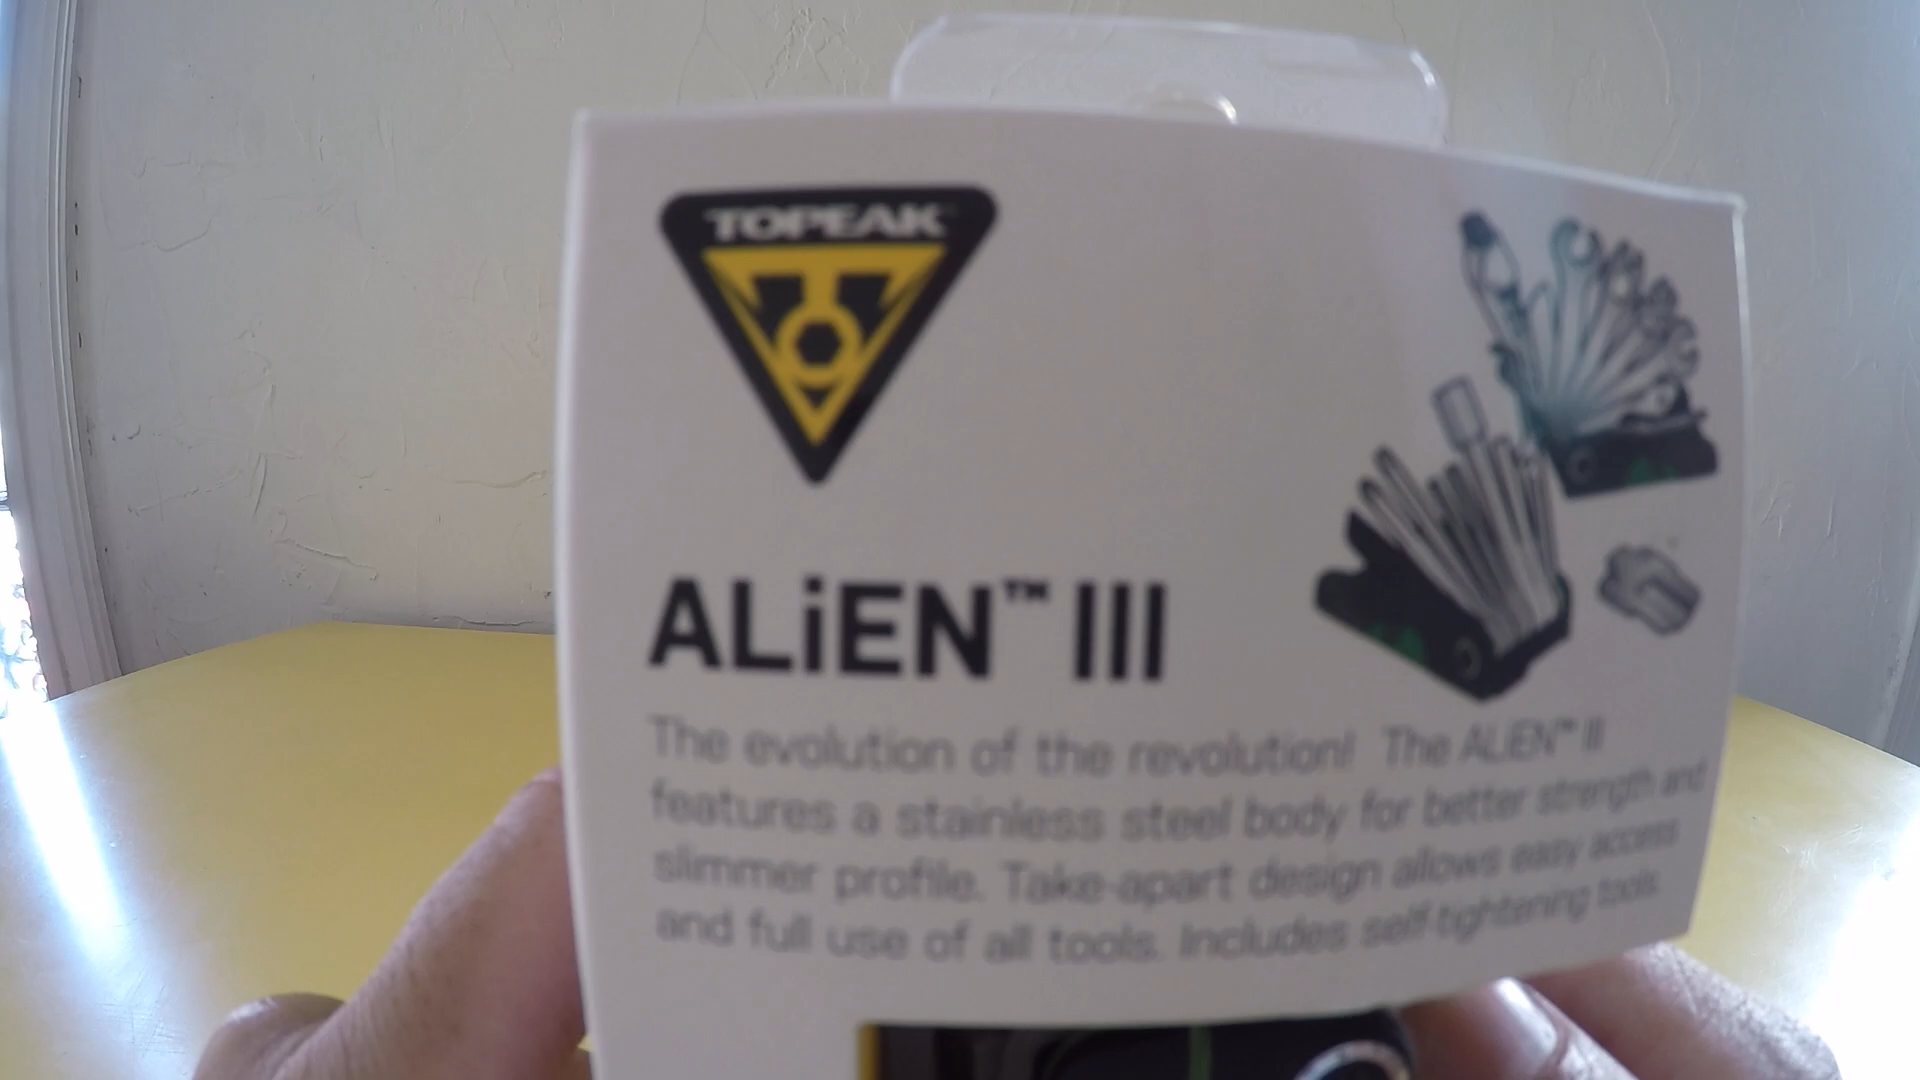 TOPEAK
ALiEN™ III
The evolution of the revolution! The ALiEN™ III
features a stainless steel body for better strength and
slimmer profile. Take-apart design allows easy access
and full use of all tools. Includes self-tightening tools.